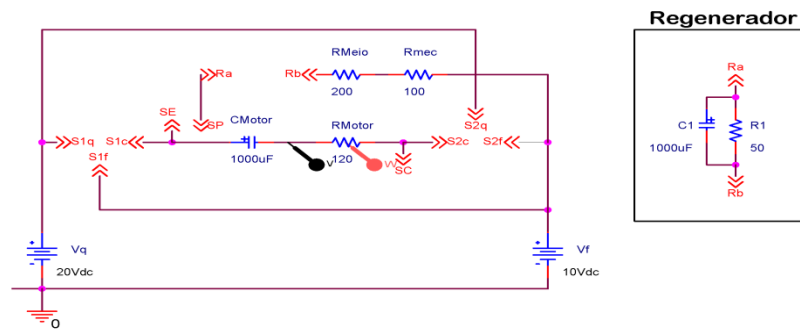 Regenerador
RMeio
Rmec
Ra
Rb
200
100
Ra
SE
SP
CMotor
RMotor
S2q
C1
R1
S1q
S1c
S2c
S2f
1000uF
120
V
W
SC
1000uF
50
S1f
Rb
Vq
Vf
20Vdc
10Vdc
0